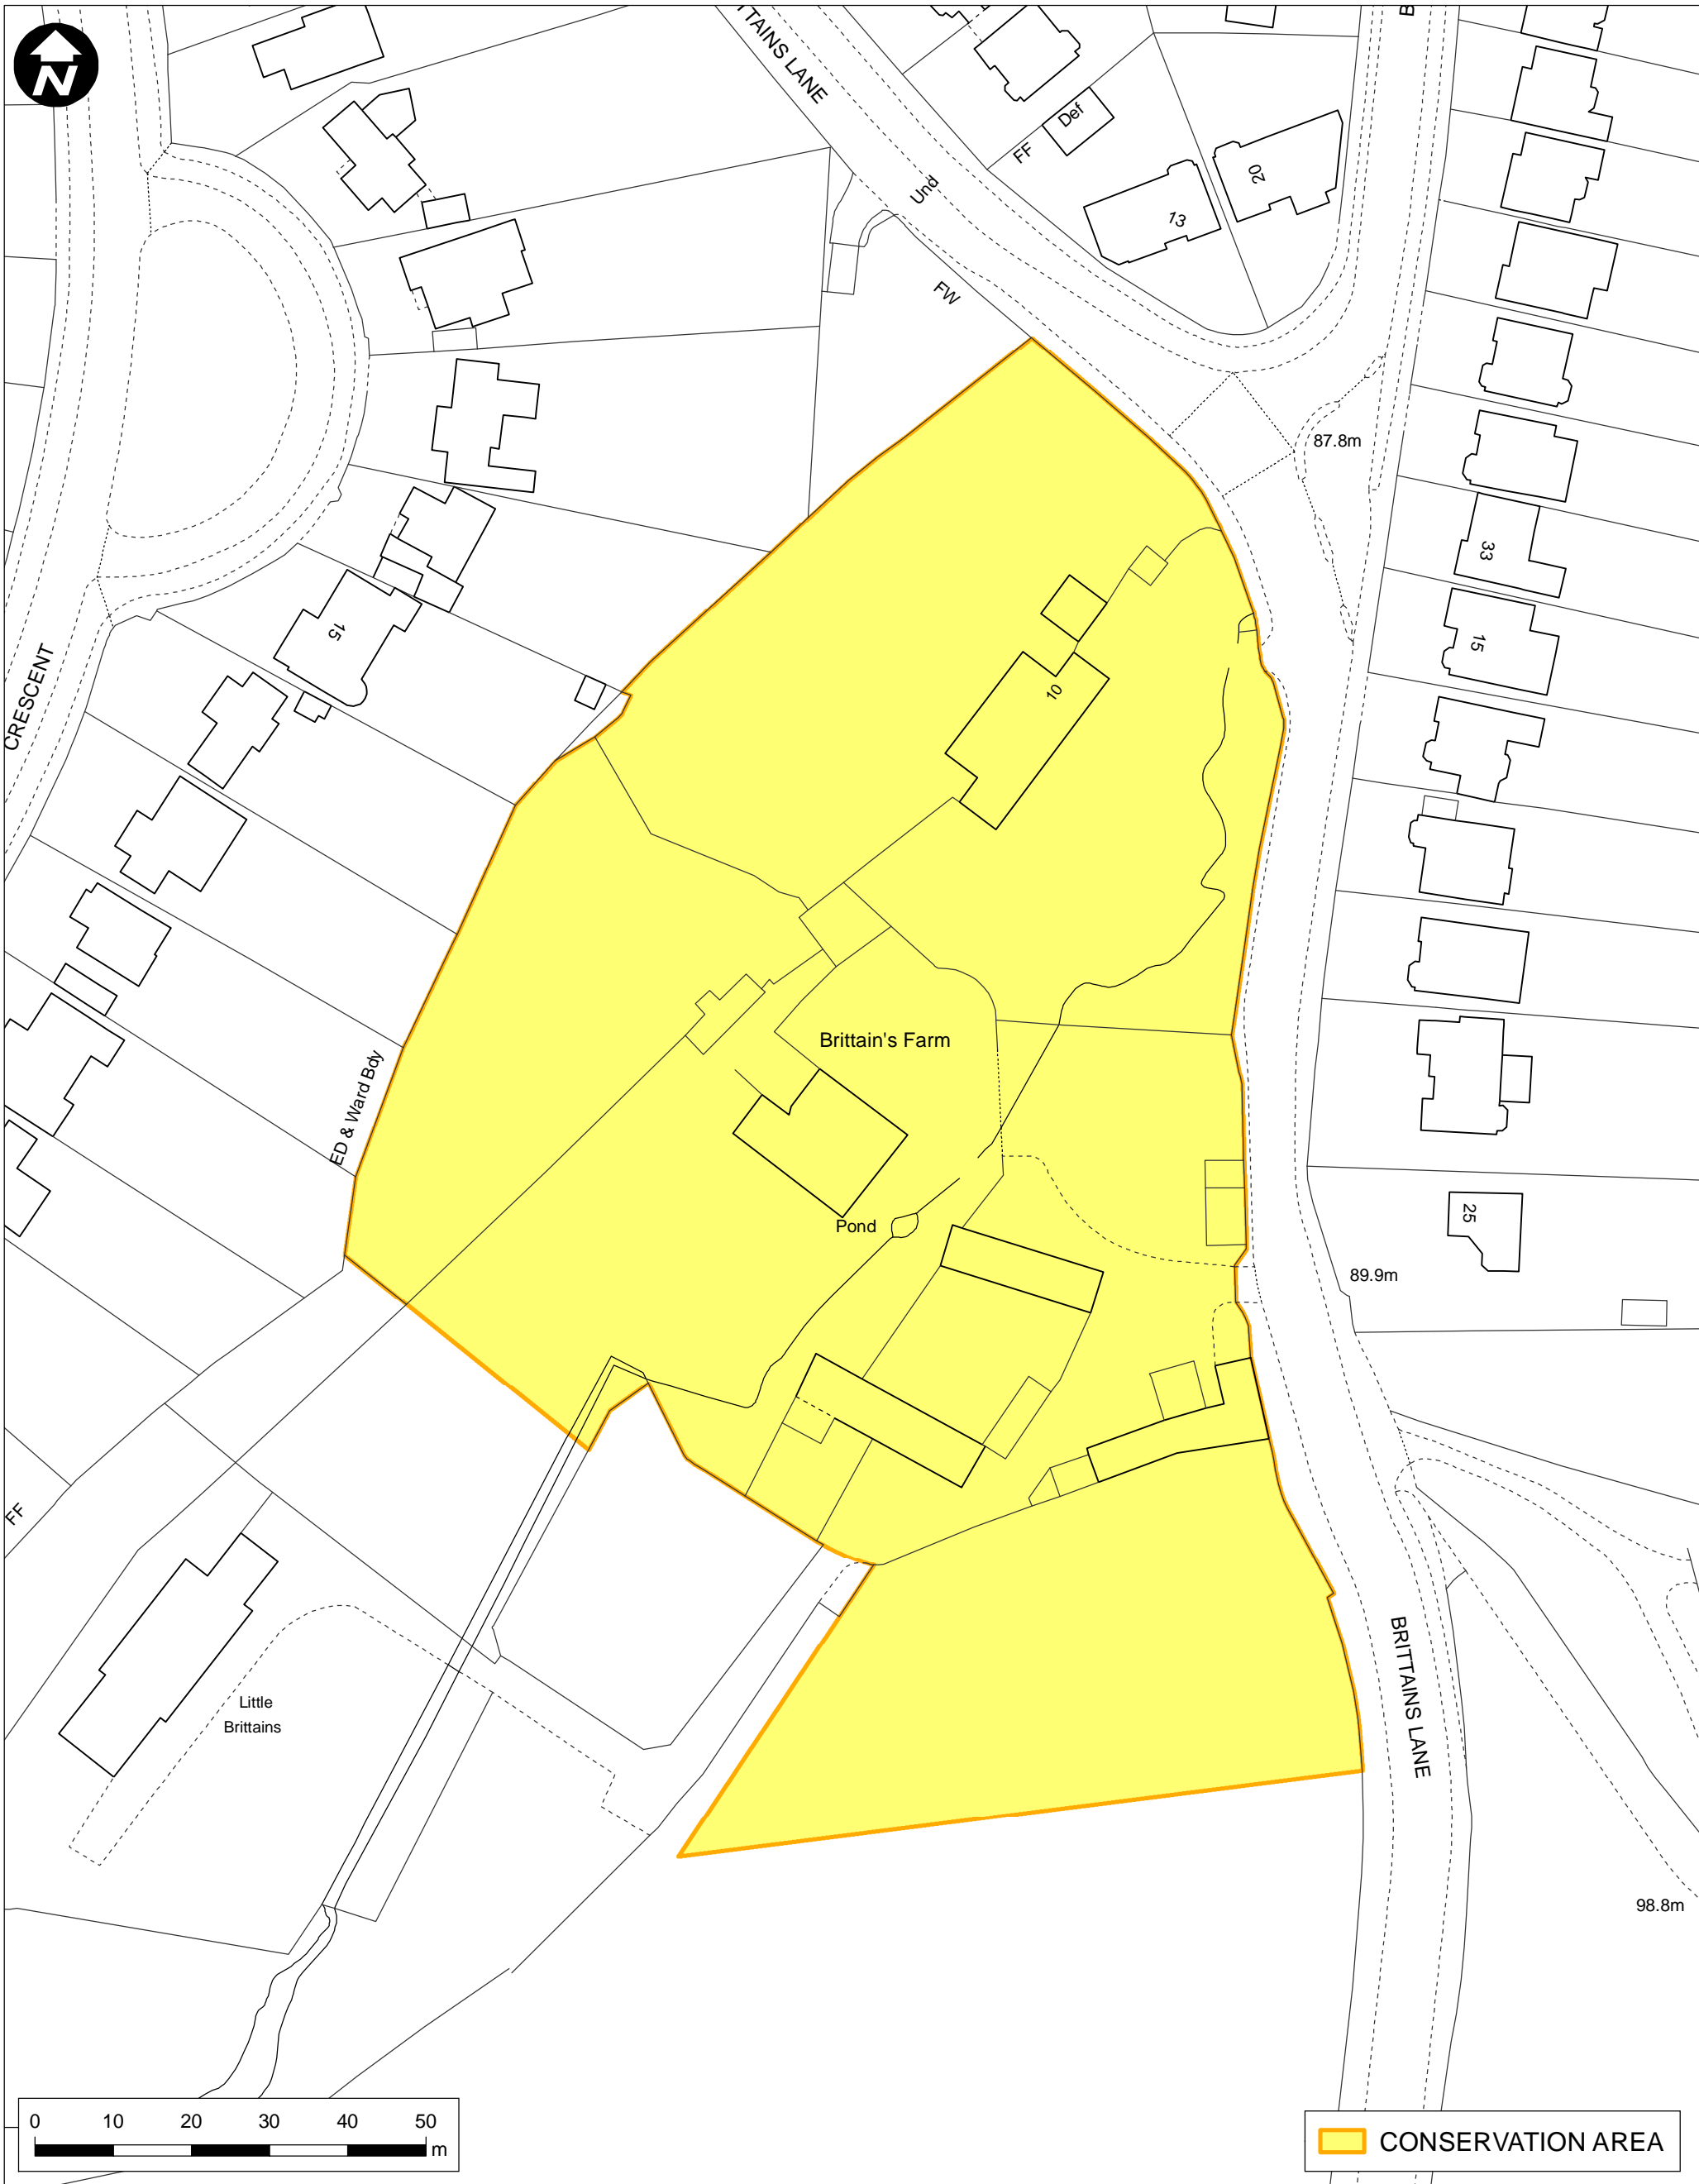 N
TTAINS LANE
B
Def
FF
Und
20
13
FW
87.8m
33
15
15
10
CRESCENT
Brittain's Farm
ED & Ward Bdy
Pond
25
89.9m
FF
BRITTAINS LANE
Little
Brittains
98.8m
0 10 20 30 40 50
m
CONSERVATION AREA